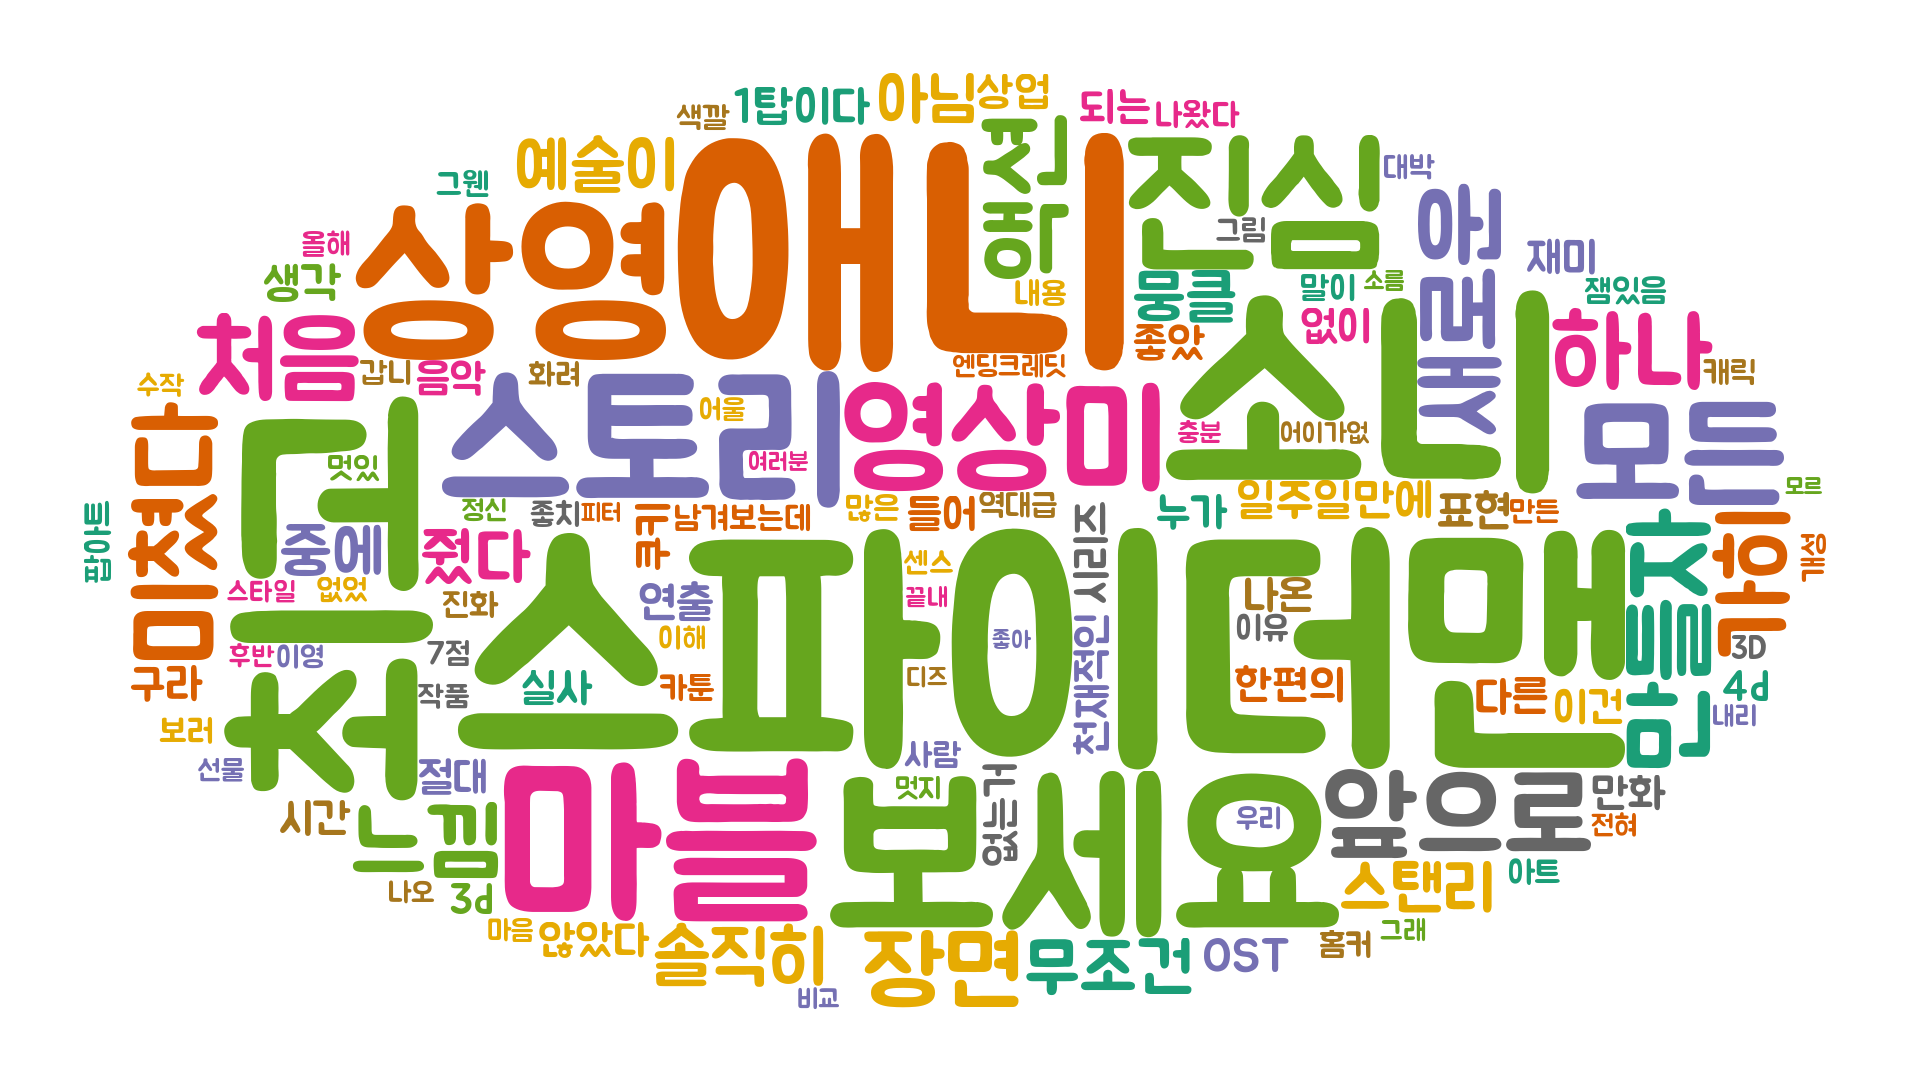 색깔
1탑이다
아님
상업
되는
나왔다
그웬
예술이
애니
액션
진심
대박
올해
상영
그림
유니버스
재미
생각
내용
뭉클
말이
소름
잼있음
처음
갑니
음악
화려
엔딩크레딧
좋았
없이
소니
하나
캐릭
수작
미쳤다
더
스토리
어울
여러분
영상미
충분
어이가없
모든
멋있
정신
좋치
피터
쿠키
남겨보는데
많은
들어
역대급
누가
일주일만에
표현
만든
모르
팝아트
중에
줬다
스파이더맨
센스
시리즈
스타일
없었
진화
연출
끝내
나온
후반
이영
7점
이해
좋아
천재적인
이유
3D
구라
작품
실사
카툰
디즈
한편의
다른
이건
4d
내리
보러
저
선물
절대
사람
멋지
없는거
만화
시간
느낌
마블
보세요
우리
앞으로
전혀
나오
3d
스탠리
아트
마음
않았다
솔직히
장면
무조건
OST
홈커
그래
비교